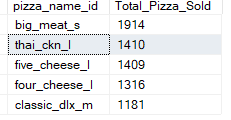 pizza_name_id Total_Pizza_Sold
big_meat_s 1914
thai_ckn_l 1410
five_cheese_l 1409
four_cheese_l 1316
classic_dlx_m 1181